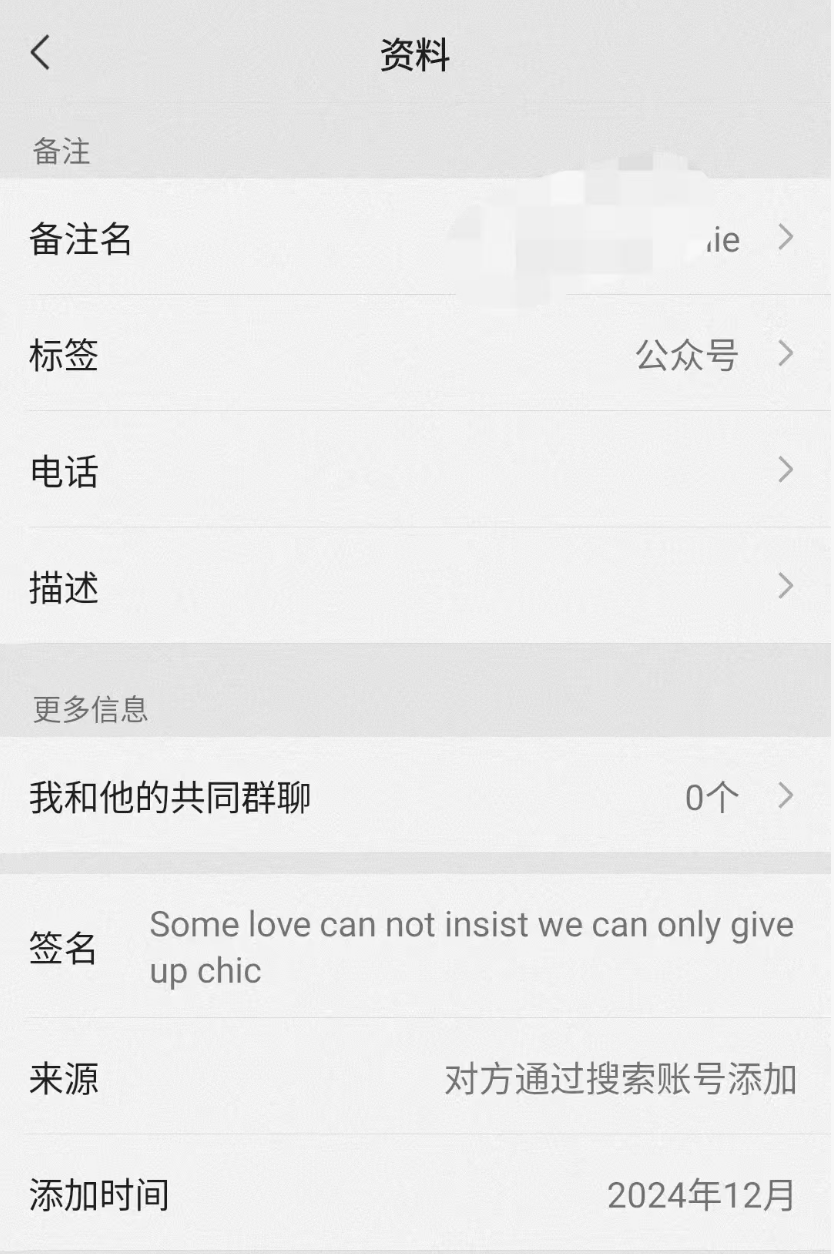 资料
备注
备注名
标签 公众号
电话
描述
更多信息
我和他的共同群聊 0个
签名 Some love can not insist we can only give
up chic
来源 对方通过搜索账号添加
添加时间 2024年12月